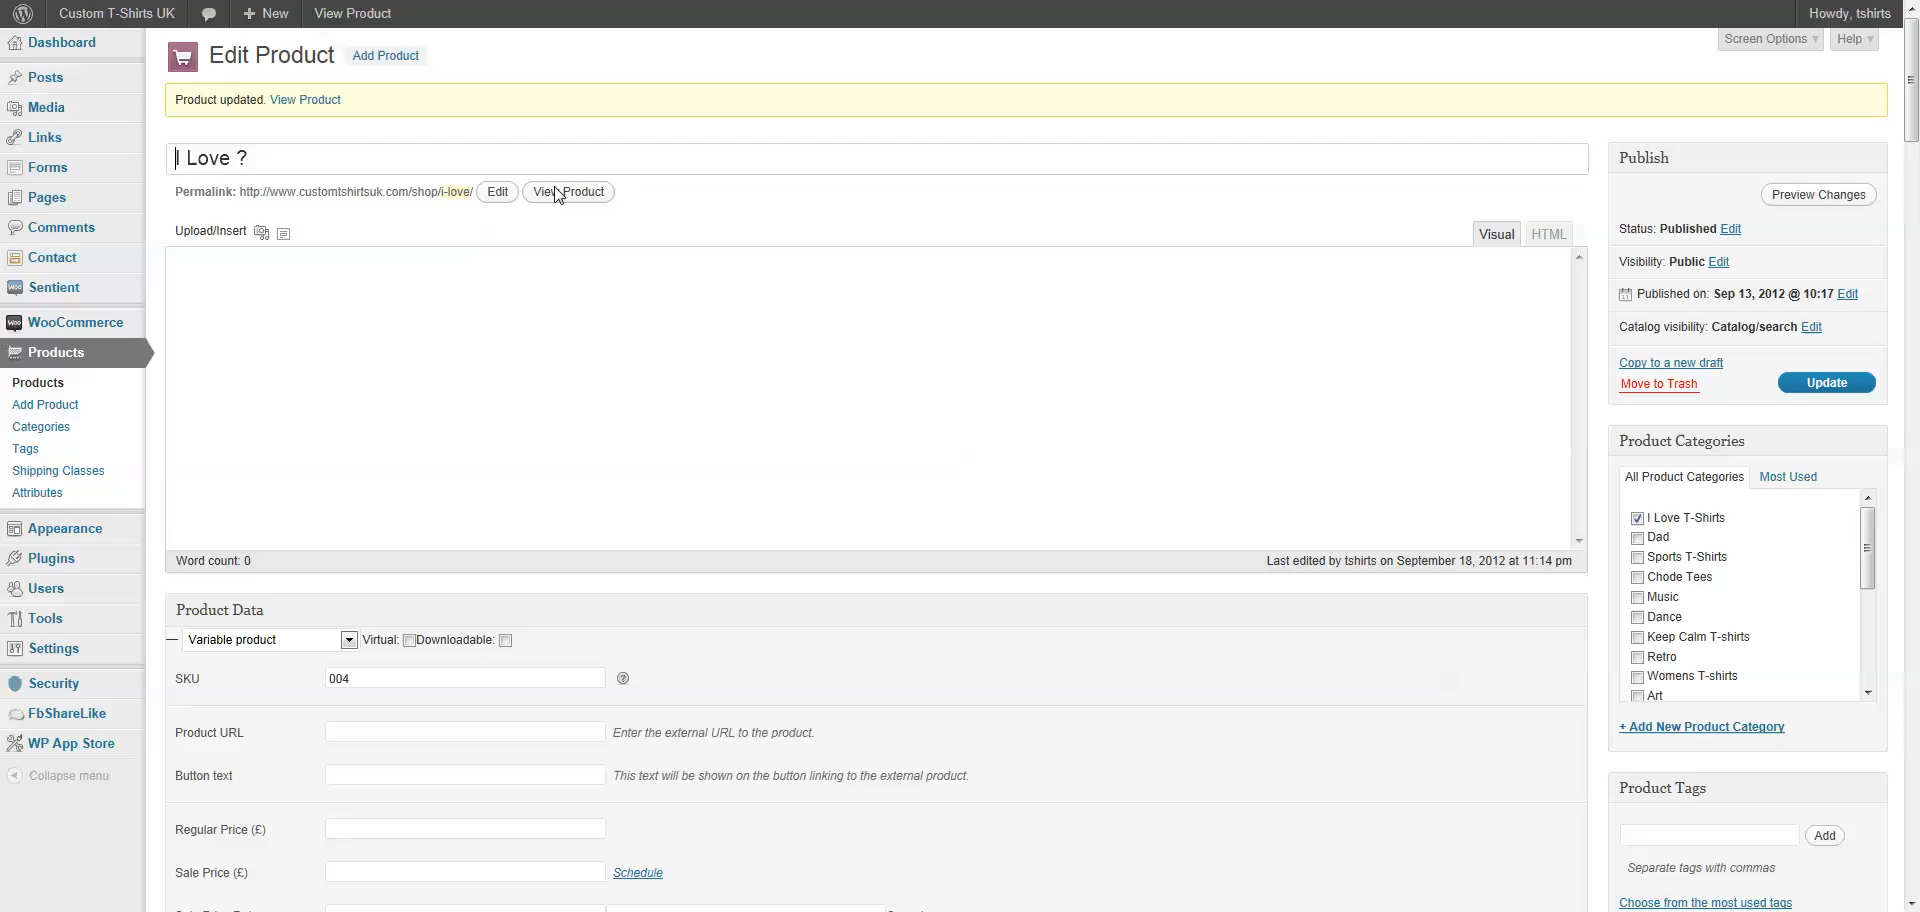 Custom T-Shirts UK
+ New
View Product
Howdy, tshirts
Dashboard
Posts
Media
Links
Forms
Pages
Comments
Contact
Sentient
WooCommerce
Products
Products
Add Product
Categories
Tags
Shipping Classes
Attributes
Appearance
Plugins
Users
Tools
Settings
Security
FbShareLike
WP App Store
Collapse menu
Edit Product
Add Product
Screen Options
Help
Product updated. View Product
I Love ?
Permalink: http://www.customtshirtsuk.com/shop/i-love/
Edit
View Product
Upload/Insert
Visual
HTML
Word count: 0
Last edited by tshirts on September 18, 2012 at 11:14 pm
Product Data
— Variable product
Virtual:
Downloadable:
SKU
004
Product URL
Enter the external URL to the product.
Button text
This text will be shown on the button linking to the external product.
Regular Price (£)
Sale Price (£)
Schedule
Publish
Preview Changes
Status: Published Edit
Visibility: Public Edit
Published on: Sep 13, 2012 @ 10:17 Edit
Catalog visibility: Catalog/search Edit
Copy to a new draft
Move to Trash
Update
Product Categories
All Product Categories
Most Used
I Love T-Shirts
Dad
Sports T-Shirts
Chode Tees
Music
Dance
Keep Calm T-shirts
Retro
Womens T-shirts
Art
+ Add New Product Category
Product Tags
Add
Separate tags with commas
Choose from the most used tags